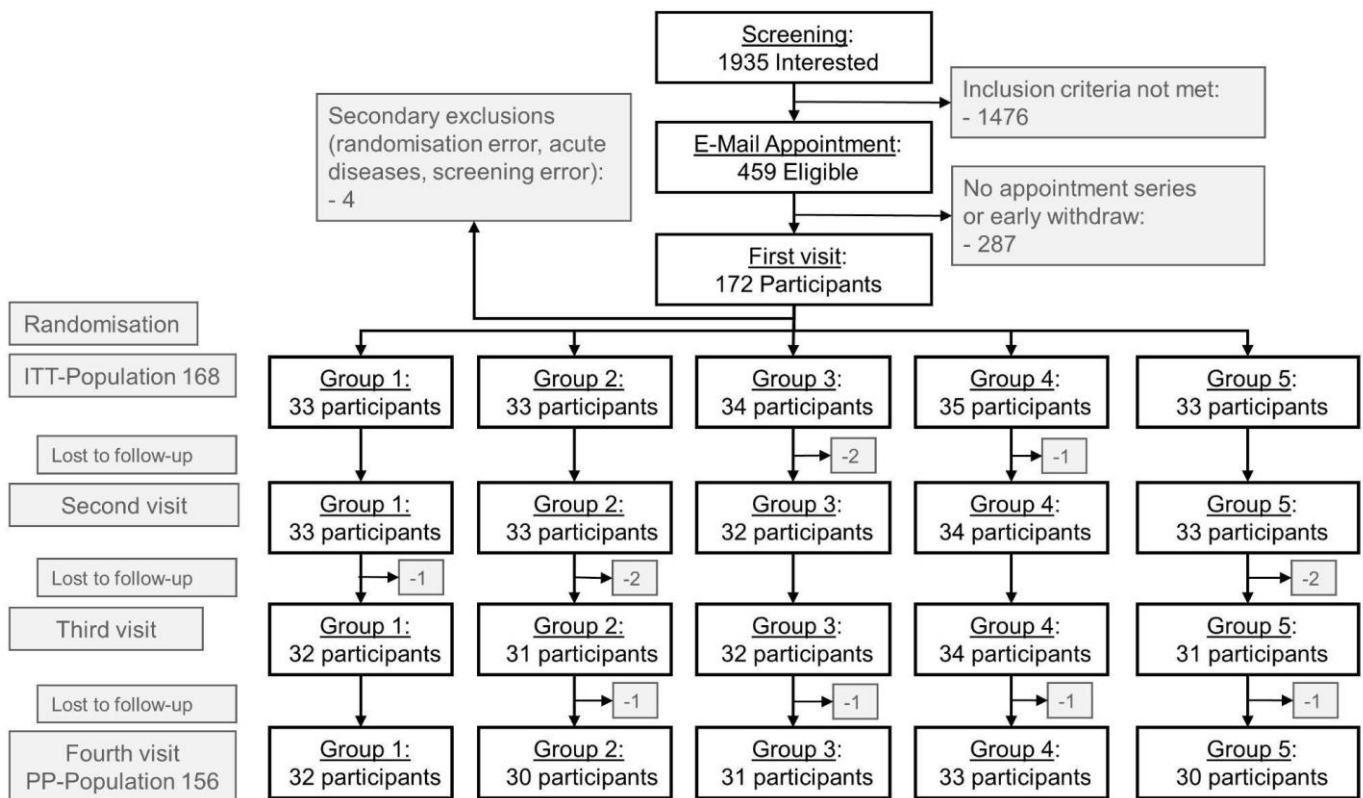 Screening:
1935 Interested
Inclusion criteria not met:
- 1476
Secondary exclusions
(randomisation error, acute
diseases, screening error):
- 4
E-Mail Appointment:
459 Eligible
No appointment series
or early withdraw:
- 287
First visit:
172 Participants
Randomisation
ITT-Population 168
Group 1:
33 participants
Group 2:
33 participants
Group 3:
34 participants
Group 4:
35 participants
Group 5:
33 participants
Lost to follow-up
-2
-1
Second visit
Group 1:
33 participants
Group 2:
33 participants
Group 3:
32 participants
Group 4:
34 participants
Group 5:
33 participants
Lost to follow-up
-1
-2
-2
Third visit
Group 1:
32 participants
Group 2:
31 participants
Group 3:
32 participants
Group 4:
34 participants
Group 5:
31 participants
Lost to follow-up
-1
-1
-1
-1
Fourth visit
PP-Population 156
Group 1:
32 participants
Group 2:
30 participants
Group 3:
31 participants
Group 4:
33 participants
Group 5:
30 participants